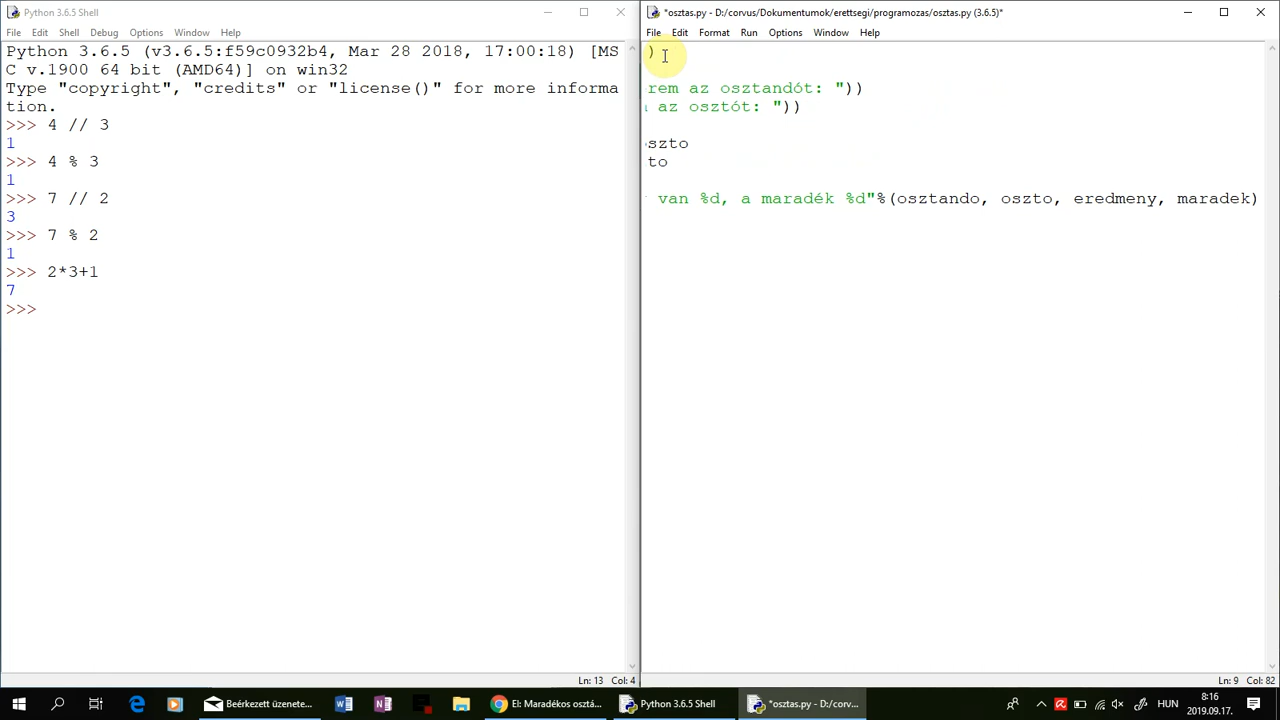 Python 3.6.5 Shell
File Edit Shell Debug Options Window Help
Python 3.6.5 (v3.6.5:f59c0932b4, Mar 28 2018, 17:00:18) [MS
C v.1900 64 bit (AMD64)] on win32
Type "copyright", "credits" or "license()" for more informa
tion.
>>> 4 // 3
1
>>> 4 % 3
1
>>> 7 // 2
3
>>> 7 % 2
1
>>> 2*3+1
7
>>>
Ln: 13 Col: 4
*osztas.py - D:/corvus/Dokumentumok/erettsegi/programozas/osztas.py (3.6.5)*
File Edit Format Run Options Window Help
)
rem az osztandót: "))
az osztót: "))
szto
to
van %d, a maradék %d"%(osztando, oszto, eredmeny, maradek)
Ln: 9 Col: 82
Beérkezett üzenete...
El: Maradékos osztá...
Python 3.6.5 Shell
*osztas.py - D:/corv...
HUN
8:16
2019.09.17.